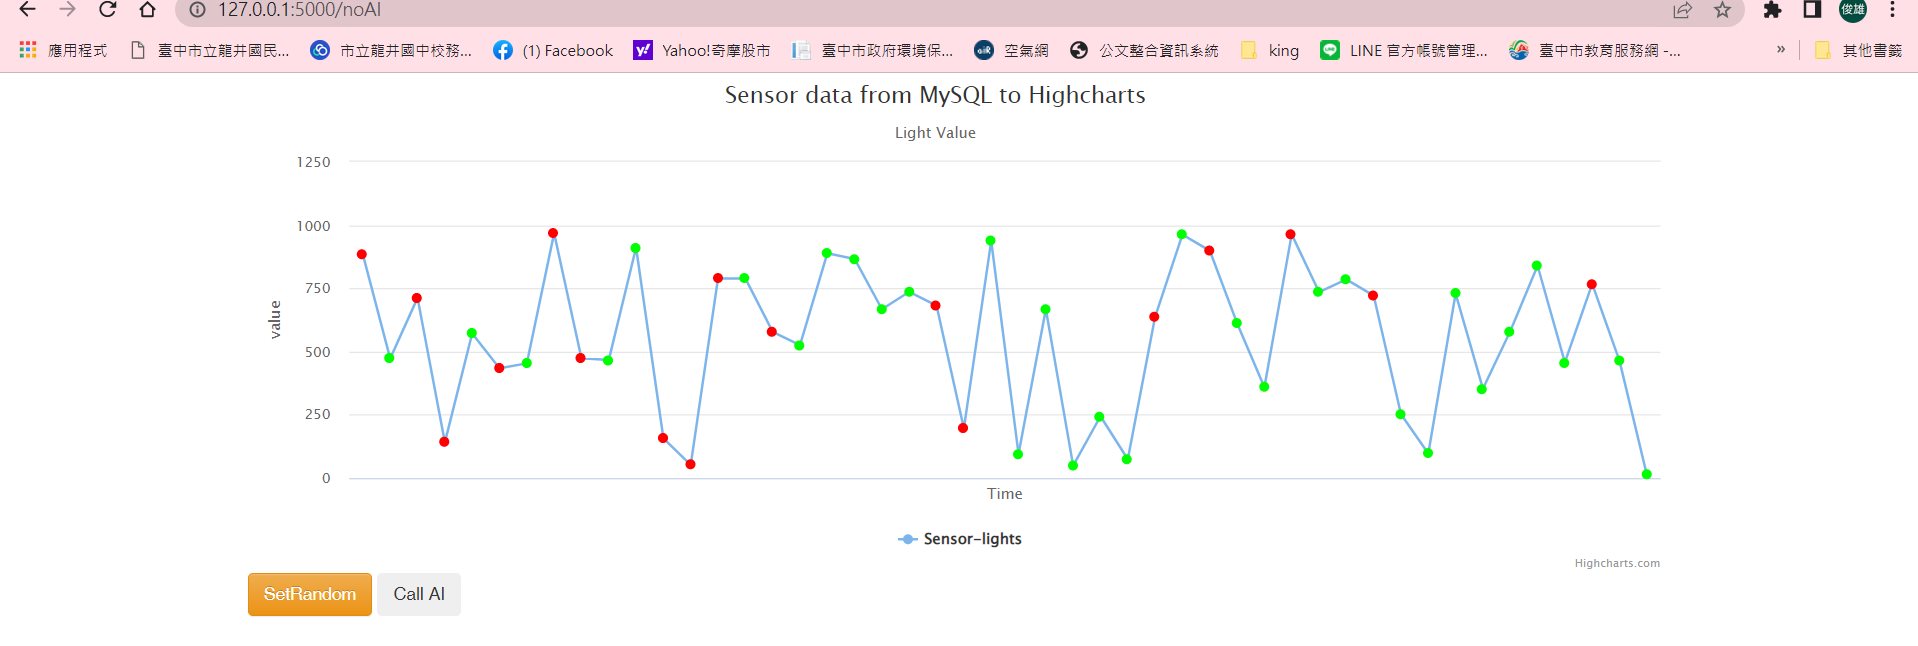 127.0.0.1:5000/noAI
俊雄
應用程式 臺中市立龍井國民... 市立龍井國中校務... (1) Facebook Yahoo!奇摩股市 臺中市政府環境保... 空氣網 公文整合資訊系統 king LINE 官方帳號管理... 臺中市教育服務網 -... » 其他書籤
Sensor data from MySQL to Highcharts
Light Value
1250
1000
750
500
250
0
value
Time
Sensor-lights
Highcharts.com
SetRandom Call AI